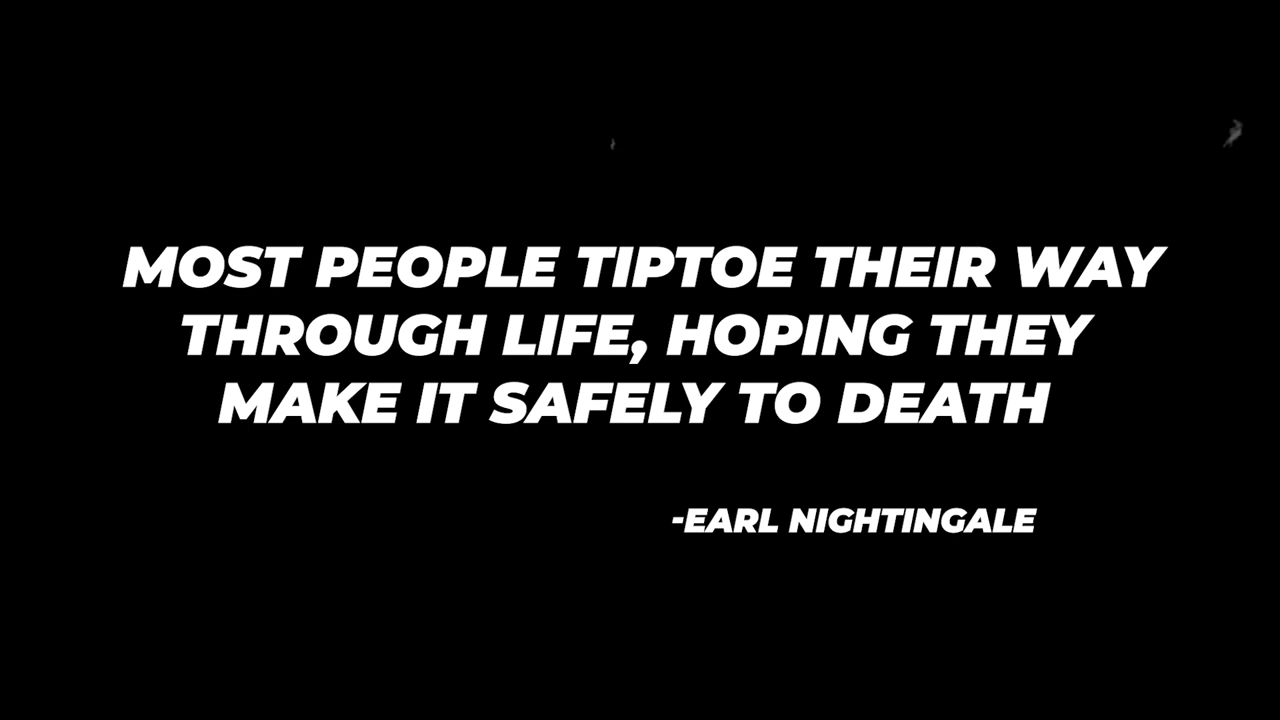 MOST PEOPLE TIPTOE THEIR WAY
THROUGH LIFE, HOPING THEY
MAKE IT SAFELY TO DEATH
-EARL NIGHTINGALE